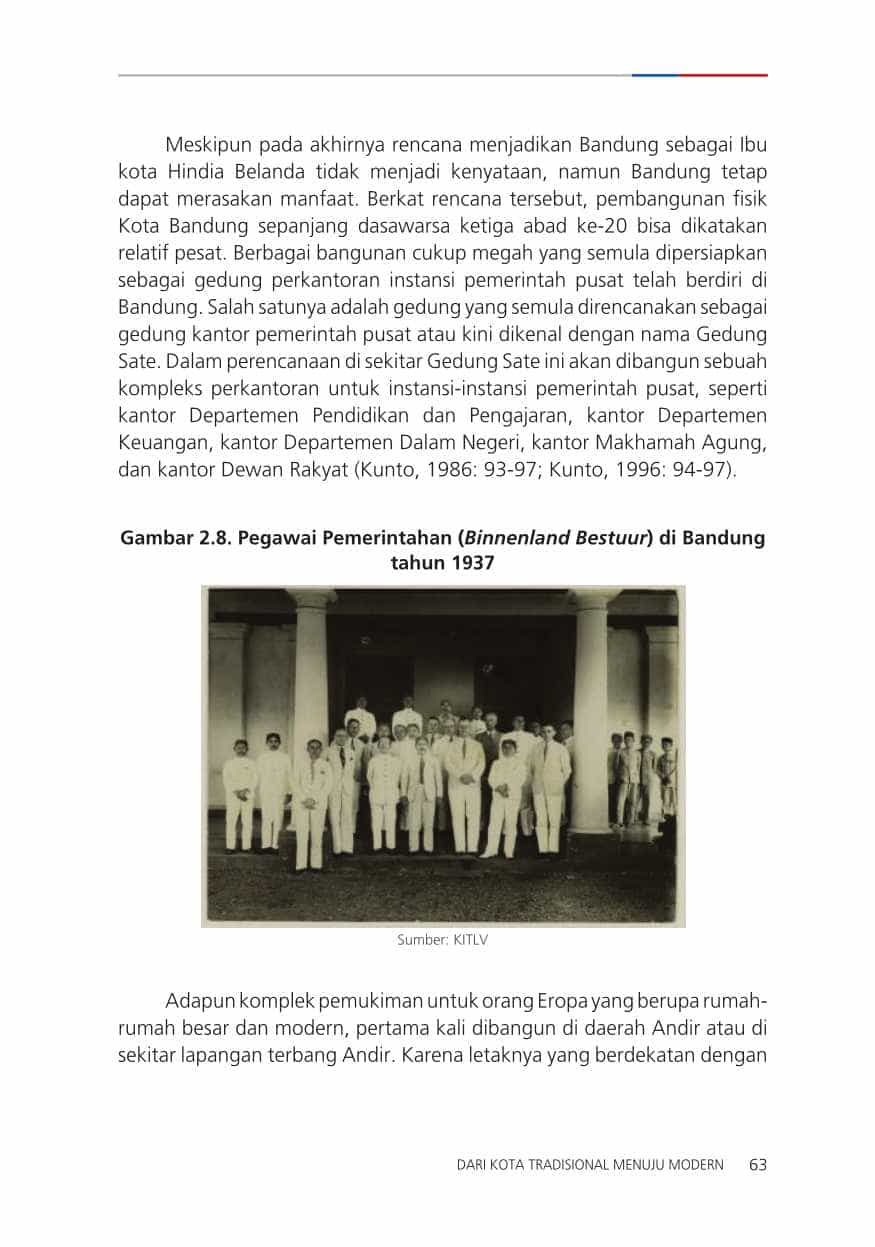 Meskipun pada akhirnya rencana menjadikan Bandung sebagai Ibu
kota Hindia Belanda tidak menjadi kenyataan, namun Bandung tetap
dapat merasakan manfaat. Berkat rencana tersebut, pembangunan fisik
Kota Bandung sepanjang dasawarsa ketiga abad ke-20 bisa dikatakan
relatif pesat. Berbagai bangunan cukup megah yang semula dipersiapkan
sebagai gedung perkantoran instansi pemerintah pusat telah berdiri di
Bandung. Salah satunya adalah gedung yang semula direncanakan sebagai
gedung kantor pemerintah pusat atau kini dikenal dengan nama Gedung
Sate. Dalam perencanaan di sekitar Gedung Sate ini akan dibangun sebuah
kompleks perkantoran untuk instansi-instansi pemerintah pusat, seperti
kantor Departemen Pendidikan dan Pengajaran, kantor Departemen
Keuangan, kantor Departemen Dalam Negeri, kantor Makhamah Agung,
dan kantor Dewan Rakyat (Kunto, 1986: 93-97; Kunto, 1996: 94-97).
Gambar 2.8. Pegawai Pemerintahan (Binnenland Bestuur) di Bandung
tahun 1937
Sumber: KITLV
Adapun komplek pemukiman untuk orang Eropa yang berupa rumah-
rumah besar dan modern, pertama kali dibangun di daerah Andir atau di
sekitar lapangan terbang Andir. Karena letaknya yang berdekatan dengan
DARI KOTA TRADISIONAL MENUJU MODERN 63